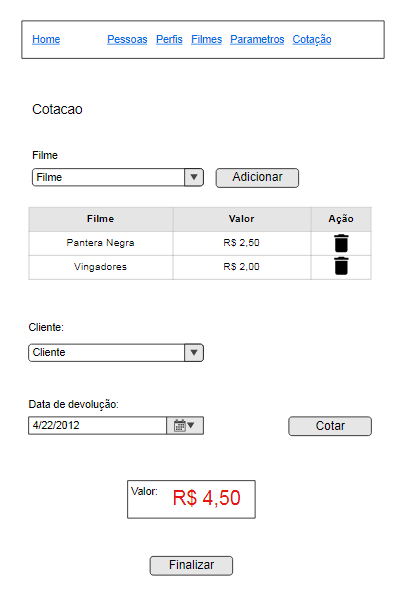 Home Pessoas Perfis Filmes Parametros Cotação
Cotacao
Filme
Filme Adicionar
Filme Valor Ação
Pantera Negra R$ 2,50
Vingadores R$ 2,00
Cliente:
Cliente
Data de devolução:
4/22/2012 Cotar
Valor: R$ 4,50
Finalizar